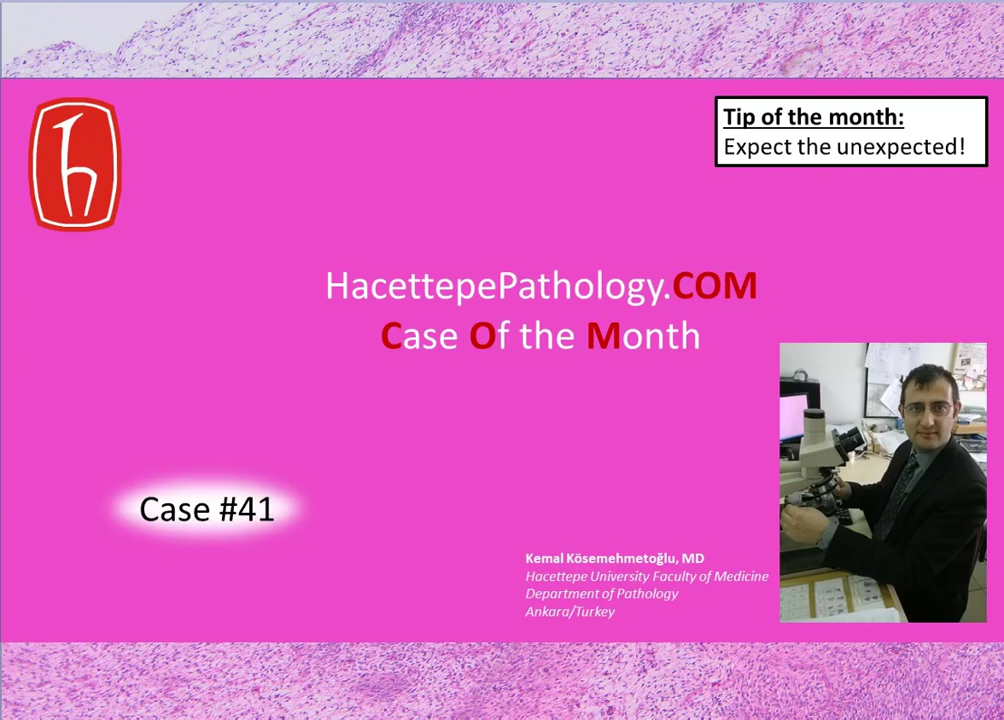 Tip of the month:
Expect the unexpected!
HacettepePathology.COM
Case Of the Month
Case #41
Kemal Kösemehmetoğlu, MD
Hacettepe University Faculty of Medicine
Department of Pathology
Ankara/Turkey